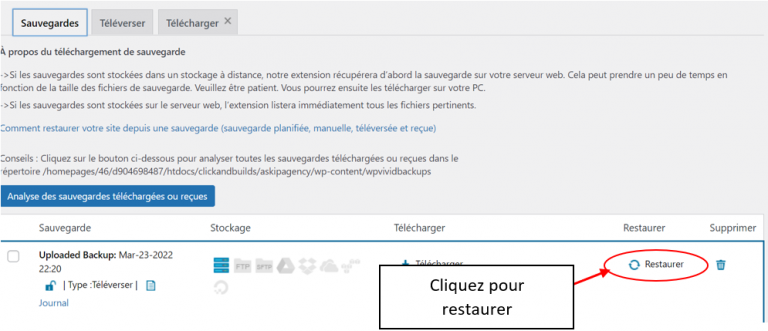 Sauvegardes Téléverser Télécharger ×
À propos du téléchargement de sauvegarde
->Si les sauvegardes sont stockées dans un stockage à distance, notre extension récupérera d'abord la sauvegarde sur votre serveur web. Cela peut prendre un peu de temps en
fonction de la taille des fichiers de sauvegarde. Veuillez être patient. Vous pourrez ensuite les télécharger sur votre PC.
->Si les sauvegardes sont stockées sur le serveur web, l'extension listera immédiatement tous les fichiers pertinents.
Comment restaurer votre site depuis une sauvegarde (sauvegarde planifiée, manuelle, téléversée et reçue)
Conseils : Cliquez sur le bouton ci-dessous pour analyser toutes les sauvegardes téléchargées ou reçues dans le
répertoire /homepages/46/d904698487/htdocs/clickandbuilds/askipagency/wp-content/wpvividbackups
Analyse des sauvegardes téléchargées ou reçues
Sauvegarde Stockage Télécharger Restaurer Supprimer
Uploaded Backup: Mar-23-2022
22:20
FTP SFTP
Télécharger
Restaurer
| Type :Téléverser |
Journal
Cliquez pour
restaurer